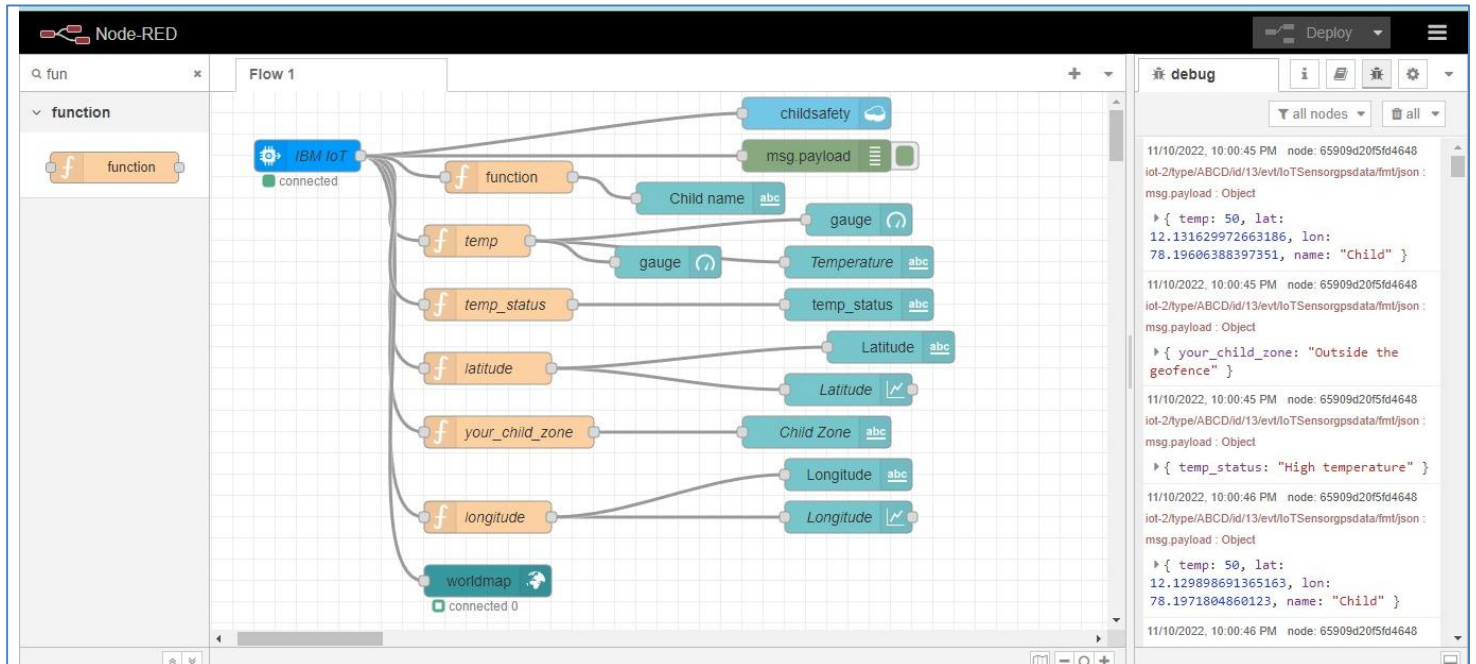 Node-RED
Deploy
fun
function
function
Flow 1
childsafety
IBM IoT
connected
msg.payload
function
Child name abc
gauge
temp
gauge
Temperature abc
temp_status
temp_status abc
Latitude abc
latitude
Latitude
your_child_zone
Child Zone abc
Longitude abc
longitude
Longitude
worldmap
connected 0
debug
i
all nodes
all
11/10/2022, 10:00:45 PM node: 65909d20f5fd4648
iot-2/type/ABCD/id/13/evt/IoTSensorgpsdata/fmt/json :
msg.payload : Object
{ temp: 50, lat:
12.131629972663186, lon:
78.19606388397351, name: "Child" }
11/10/2022, 10:00:45 PM node: 65909d20f5fd4648
iot-2/type/ABCD/id/13/evt/IoTSensorgpsdata/fmt/json :
msg.payload : Object
{ your_child_zone: "Outside the
geofence" }
11/10/2022, 10:00:45 PM node: 65909d20f5fd4648
iot-2/type/ABCD/id/13/evt/IoTSensorgpsdata/fmt/json :
msg.payload : Object
{ temp_status: "High temperature" }
11/10/2022, 10:00:46 PM node: 65909d20f5fd4648
iot-2/type/ABCD/id/13/evt/IoTSensorgpsdata/fmt/json :
msg.payload : Object
{ temp: 50, lat:
12.129898691365163, lon:
78.1971804860123, name: "Child" }
11/10/2022, 10:00:46 PM node: 65909d20f5fd4648